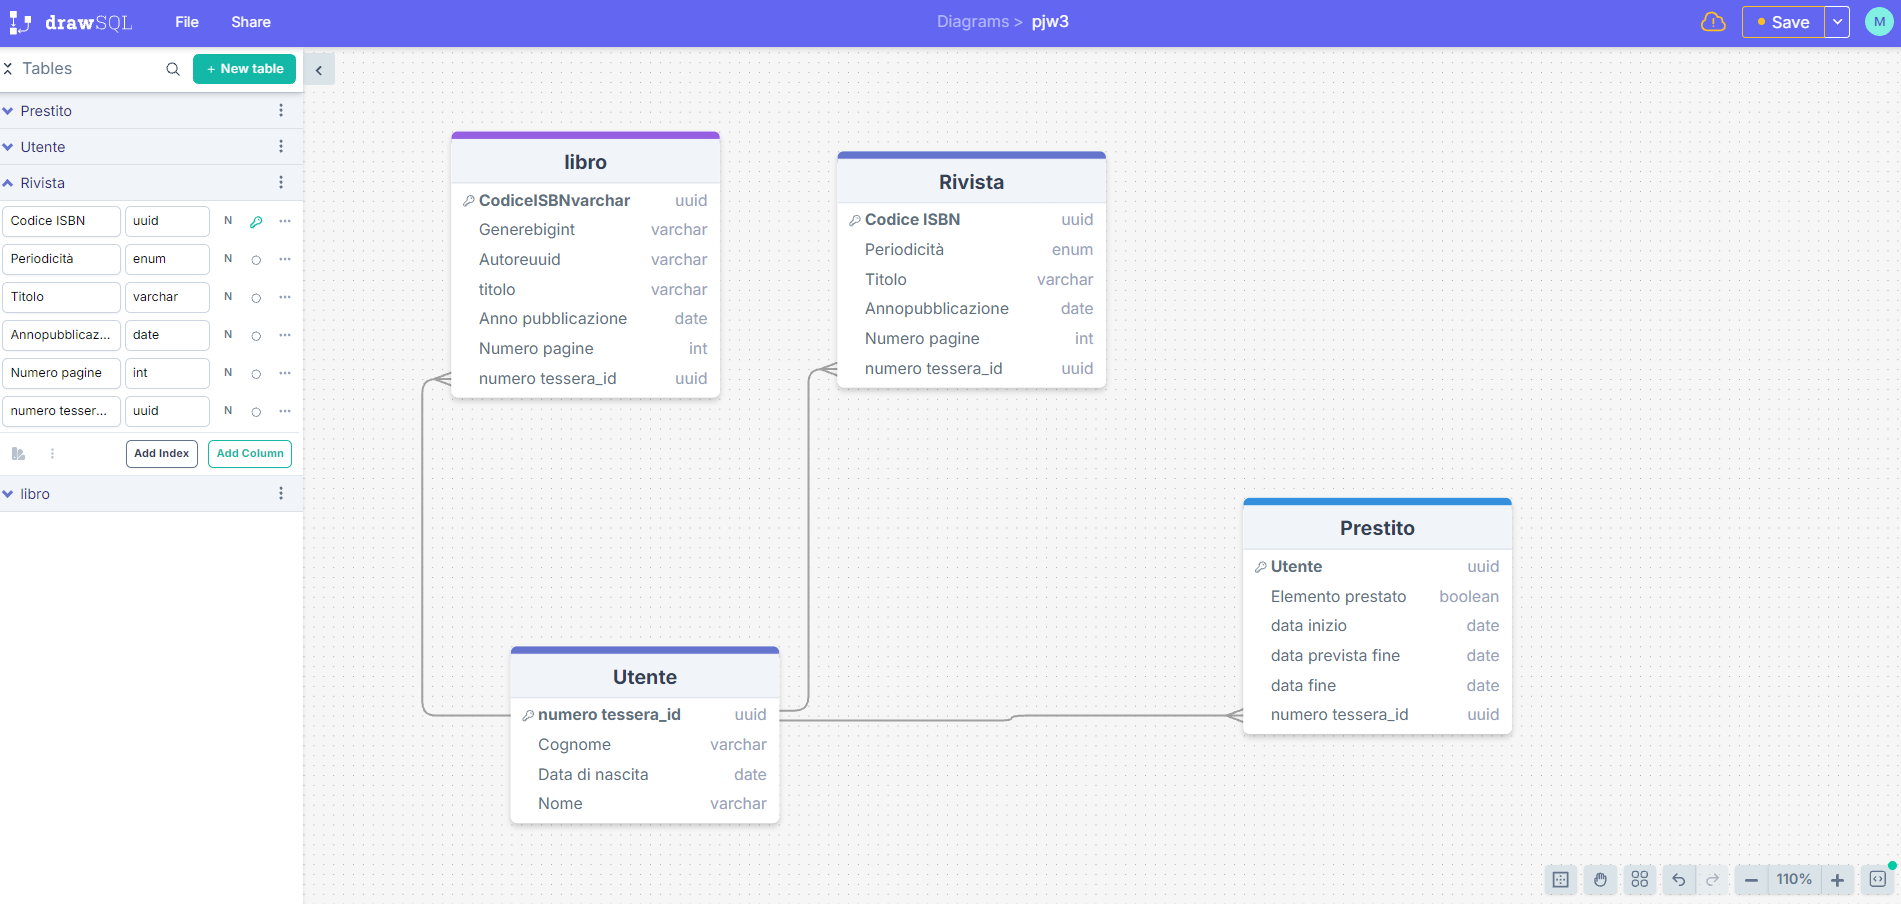 drawSQL File Share Diagrams > pjw3 Save M
Tables + New table
Prestito
Utente
Rivista
Codice ISBN uuid N
Periodicità enum N
Titolo varchar N
Annopubblicaz... date N
Numero pagine int N
numero tesser... uuid N
Add Index Add Column
libro
libro
CodiceISBNvarchar uuid
Generebigint varchar
Autoreuuid varchar
titolo varchar
Anno pubblicazione date
Numero pagine int
numero tessera_id uuid
Rivista
Codice ISBN uuid
Periodicità enum
Titolo varchar
Annopubblicazione date
Numero pagine int
numero tessera_id uuid
Prestito
Utente uuid
Elemento prestato boolean
data inizio date
data prevista fine date
data fine date
numero tessera_id uuid
Utente
numero tessera_id uuid
Cognome varchar
Data di nascita date
Nome varchar
110%